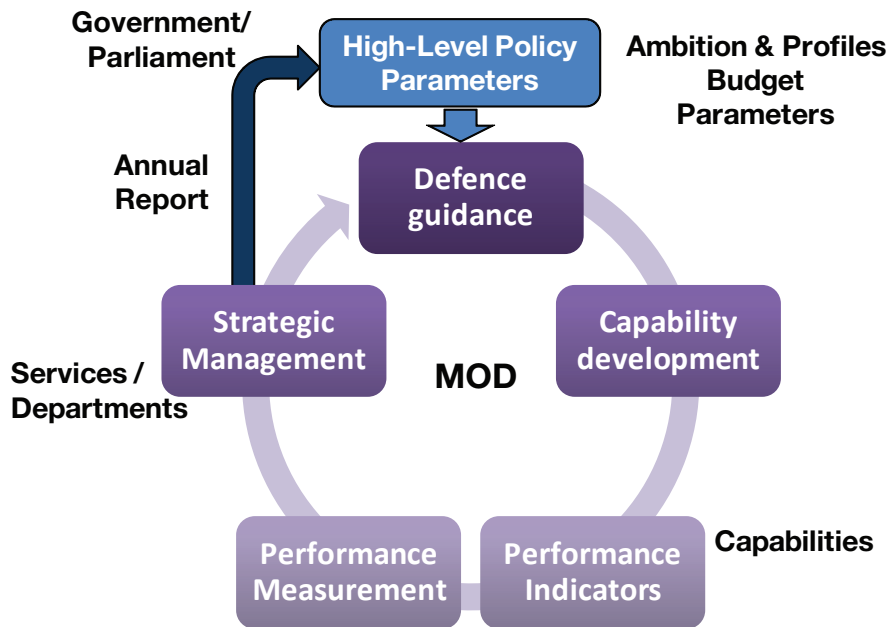 Government/
Parliament
High-Level Policy
Parameters
Ambition & Profiles
Budget
Parameters
Annual
Report
Defence
guidance
Strategic
Management
Capability
development
MOD
Services /
Departments
Performance
Measurement
Performance
Indicators
Capabilities